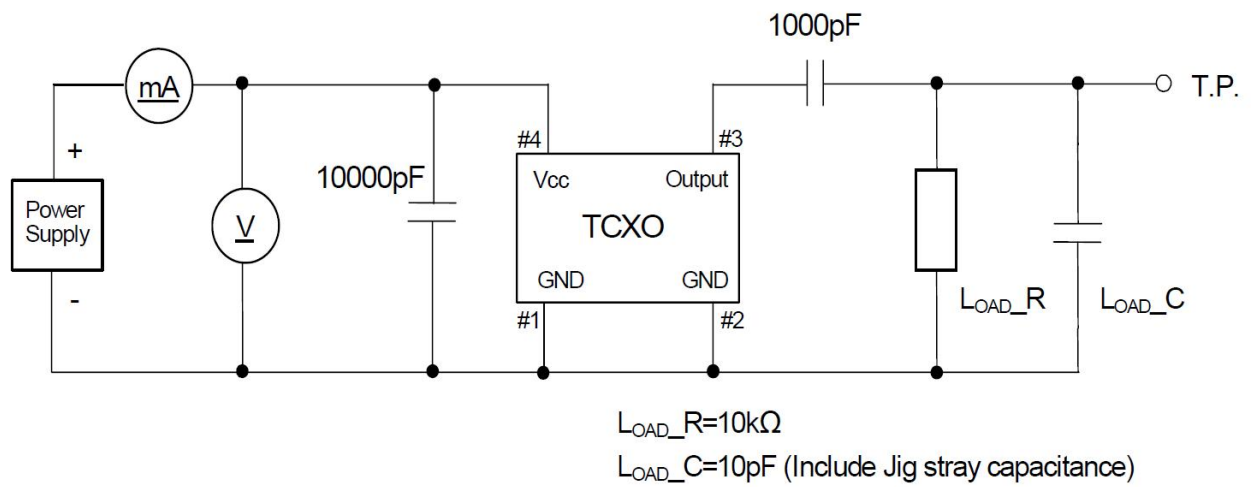 1000pF
mA
T.P.
+
#4
#3
10000pF
Vcc
Output
Power
Supply
V
TCXO
GND
GND
-
LOAD_R
LOAD_C
#1
#2
LOAD_R=10kΩ
LOAD_C=10pF (Include Jig stray capacitance)